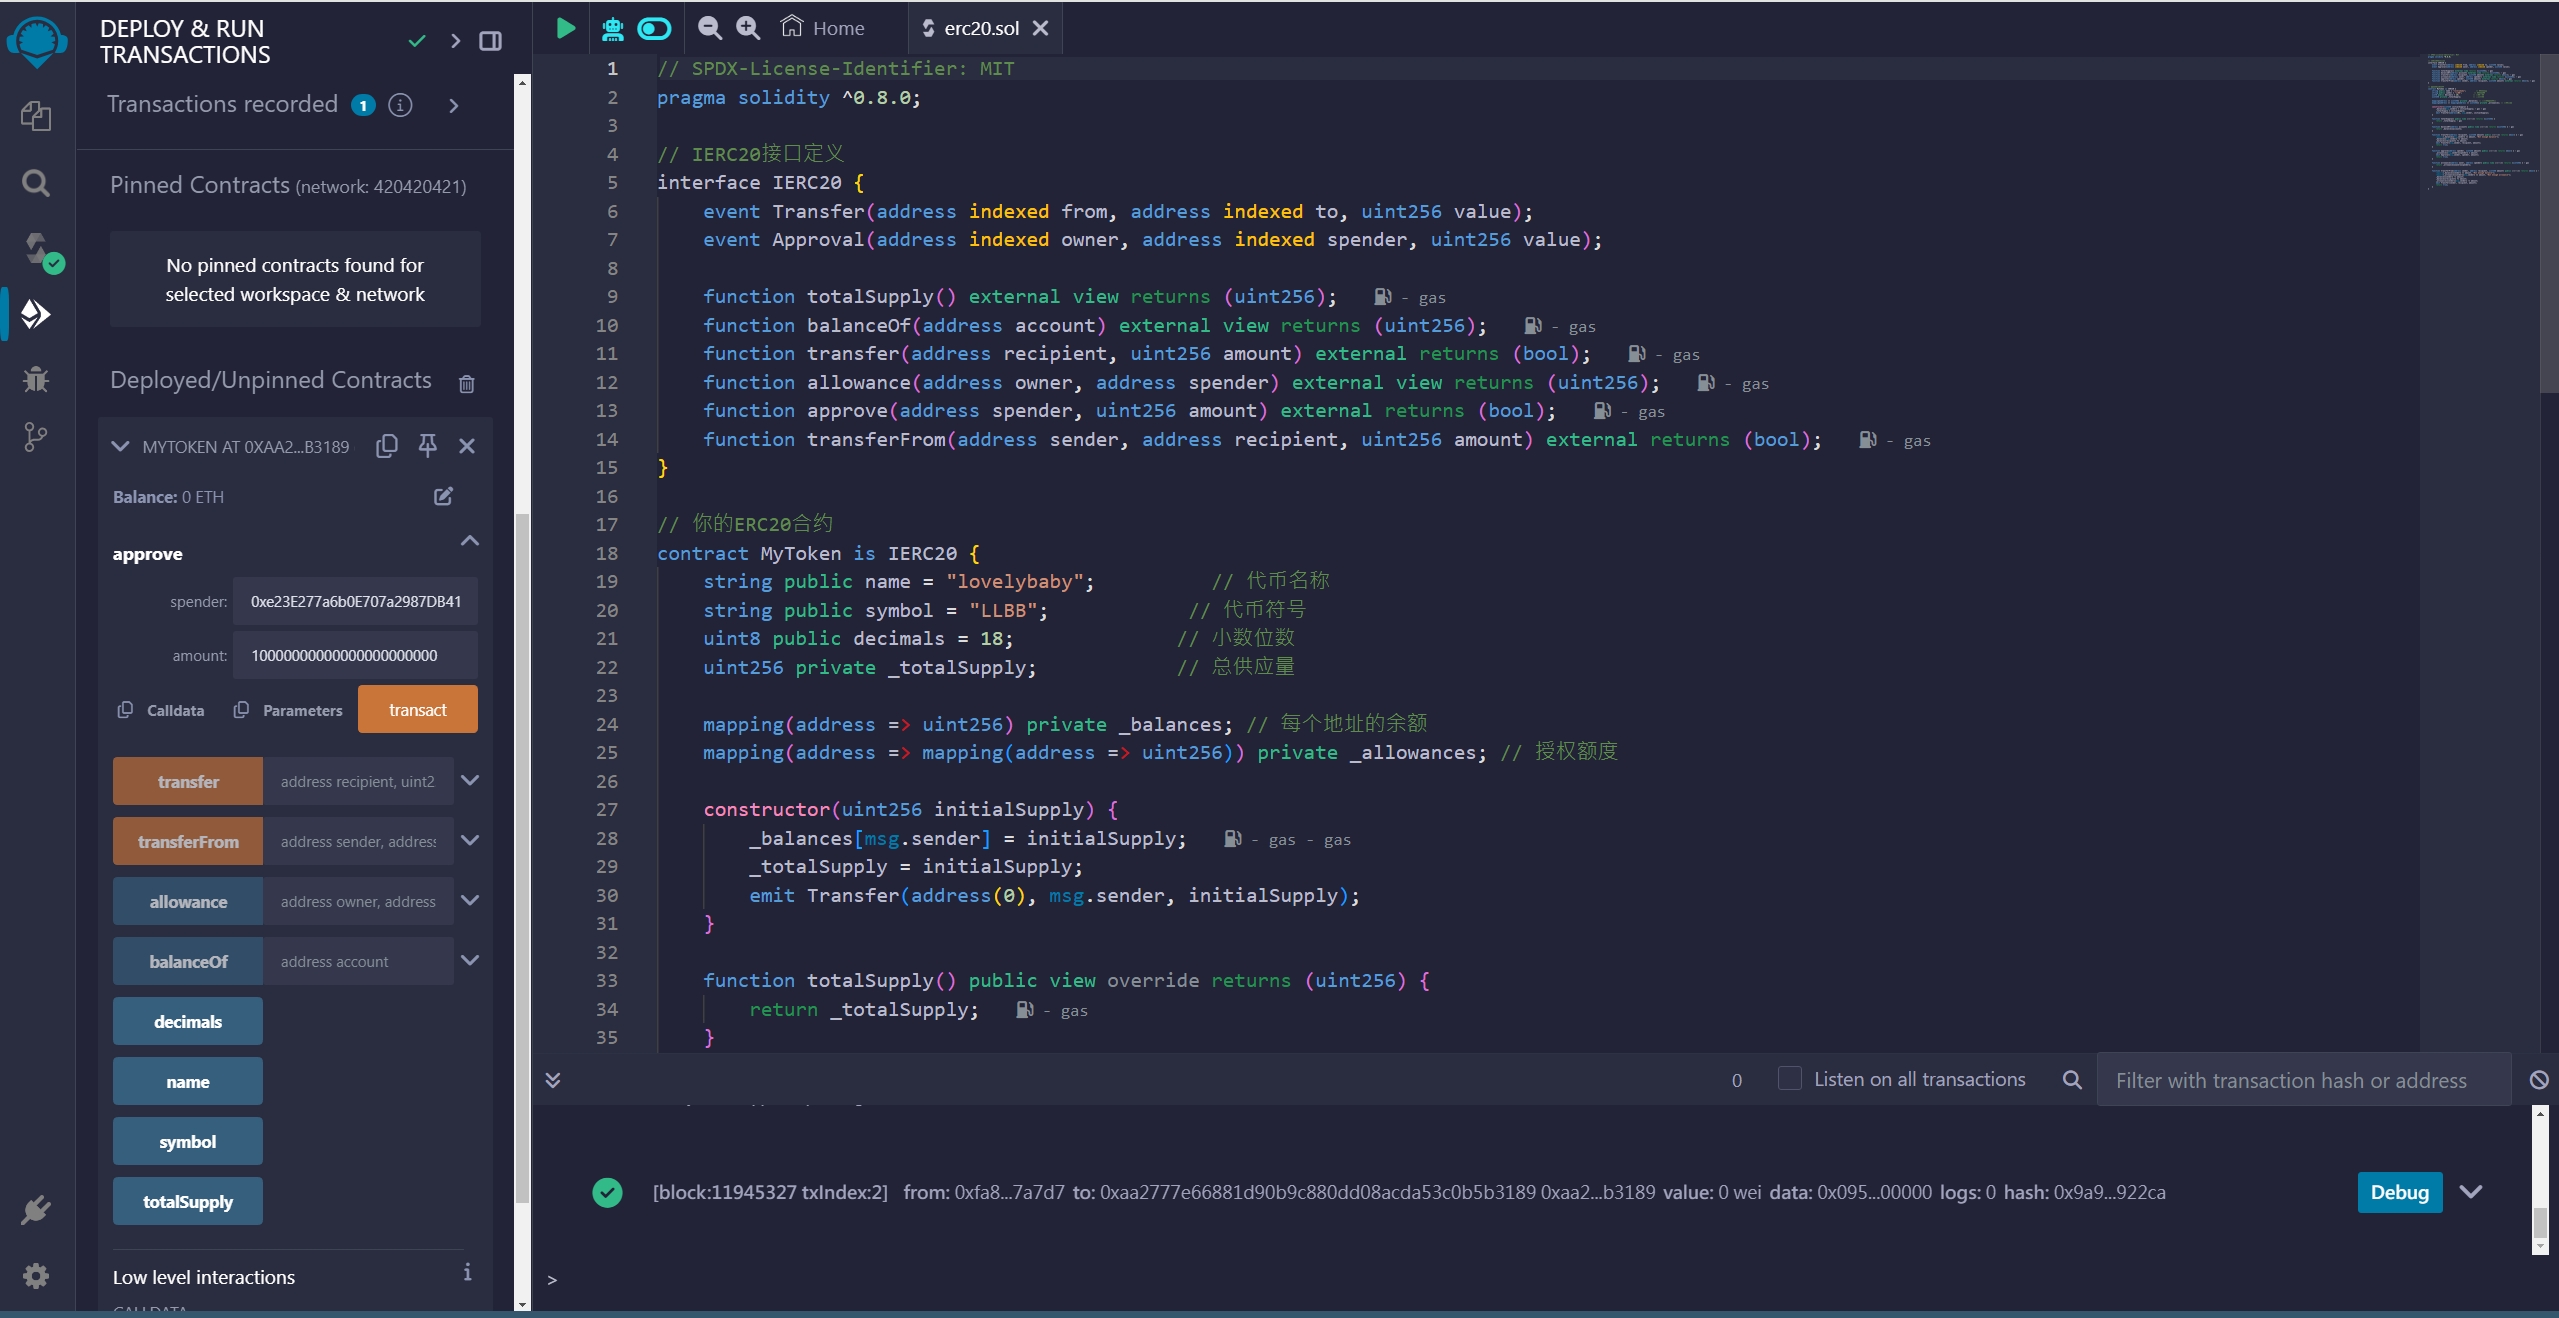 DEPLOY & RUN
TRANSACTIONS
Transactions recorded 1 i
Pinned Contracts (network: 420420421)
No pinned contracts found for
selected workspace & network
Deployed/Unpinned Contracts
MYTOKEN AT 0XAA2...B3189
Balance: 0 ETH
approve
spender: 0xe23E277a6b0E707a2987DB41
amount:
Calldata Parameters transact
transfer address recipient, uint2
transferFrom address sender, address
allowance address owner, address
balanceOf address account
decimals
name
symbol
totalSupply
Low level interactions i
CALLDATA
Home erc20.sol
1 // SPDX-License-Identifier: MIT
2 pragma solidity ^0.8.0;
3
4 // IERC20接口定义
5 interface IERC20 {
6 event Transfer(address indexed from, address indexed to, uint256 value);
7 event Approval(address indexed owner, address indexed spender, uint256 value);
8
9 function totalSupply() external view returns (uint256); - gas
10 function balanceOf(address account) external view returns (uint256); - gas
11 function transfer(address recipient, uint256 amount) external returns (bool); - gas
12 function allowance(address owner, address spender) external view returns (uint256); - gas
13 function approve(address spender, uint256 amount) external returns (bool); - gas
14 function transferFrom(address sender, address recipient, uint256 amount) external returns (bool); - gas
15 }
16
17 // 你的ERC20合约
18 contract MyToken is IERC20 {
19 string public name = "lovelybaby"; // 代币名称
20 string public symbol = "LLBB"; // 代币符号
21 uint8 public decimals = 18; // 小数位数
22 uint256 private _totalSupply; // 总供应量
23
24 mapping(address => uint256) private _balances; // 每个地址的余额
25 mapping(address => mapping(address => uint256)) private _allowances; // 授权额度
26
27 constructor(uint256 initialSupply) {
28 _balances[msg.sender] = initialSupply; - gas - gas
29 _totalSupply = initialSupply;
30 emit Transfer(address(0), msg.sender, initialSupply);
31 }
32
33 function totalSupply() public view override returns (uint256) {
34 return _totalSupply; - gas
35 }
0 Listen on all transactions Filter with transaction hash or address
[block:11945327 txIndex:2] from: 0xfa8...7a7d7 to: 0xaa2777e66881d90b9c880dd08acda53c0b5b3189 0xaa2...b3189 value: 0 wei data: 0x095...00000 logs: 0 hash: 0x9a9...922ca Debug
>